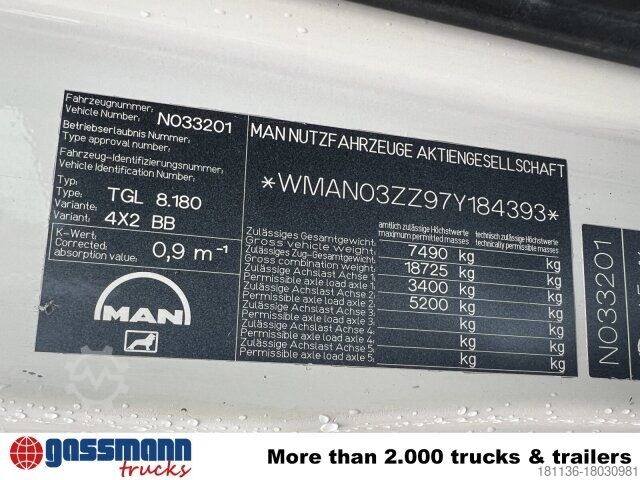 Fahrzeugnummer:
Vehicle Number: N033201
Betriebserlaubnis Nummer:
Type approval number:
Fahrzeug-Identifizierungsnummer:
Vehicle Identification Number:
Typ:
Type: TGL 8.180
Variante:
Variant: 4X2 BB
K-Wert:
Corrected 0,9 m⁻¹
absorption value:
MAN
MAN NUTZFAHRZEUGE AKTIENGESELLSCHAFT
*WMAN03ZZ97Y184393*
amtlich zulässige Höchstwerte technisch zulässige Höchstwerte
maximum permitted masses technically permissible masses
Zulässiges Gesamtgewicht:
Gross vehicle weight: 7490 kg kg
Zulässiges Zug-Gesamtgewicht:
Gross combination weight: 18725 kg kg
Zulässige Achslast Achse 1:
Permissible axle load axle 1: 3400 kg kg
Zulässige Achslast Achse 2:
Permissible axle load axle 2: 5200 kg kg
Zulässige Achslast Achse 3:
Permissible axle load axle 3: kg kg
Zulässige Achslast Achse 4:
Permissible axle load axle 4: kg kg
Zulässige Achslast Achse 5:
Permissible axle load axle 5: kg kg
N033201
gassmann
trucks
More than 2.000 trucks & trailers
181136-18030981